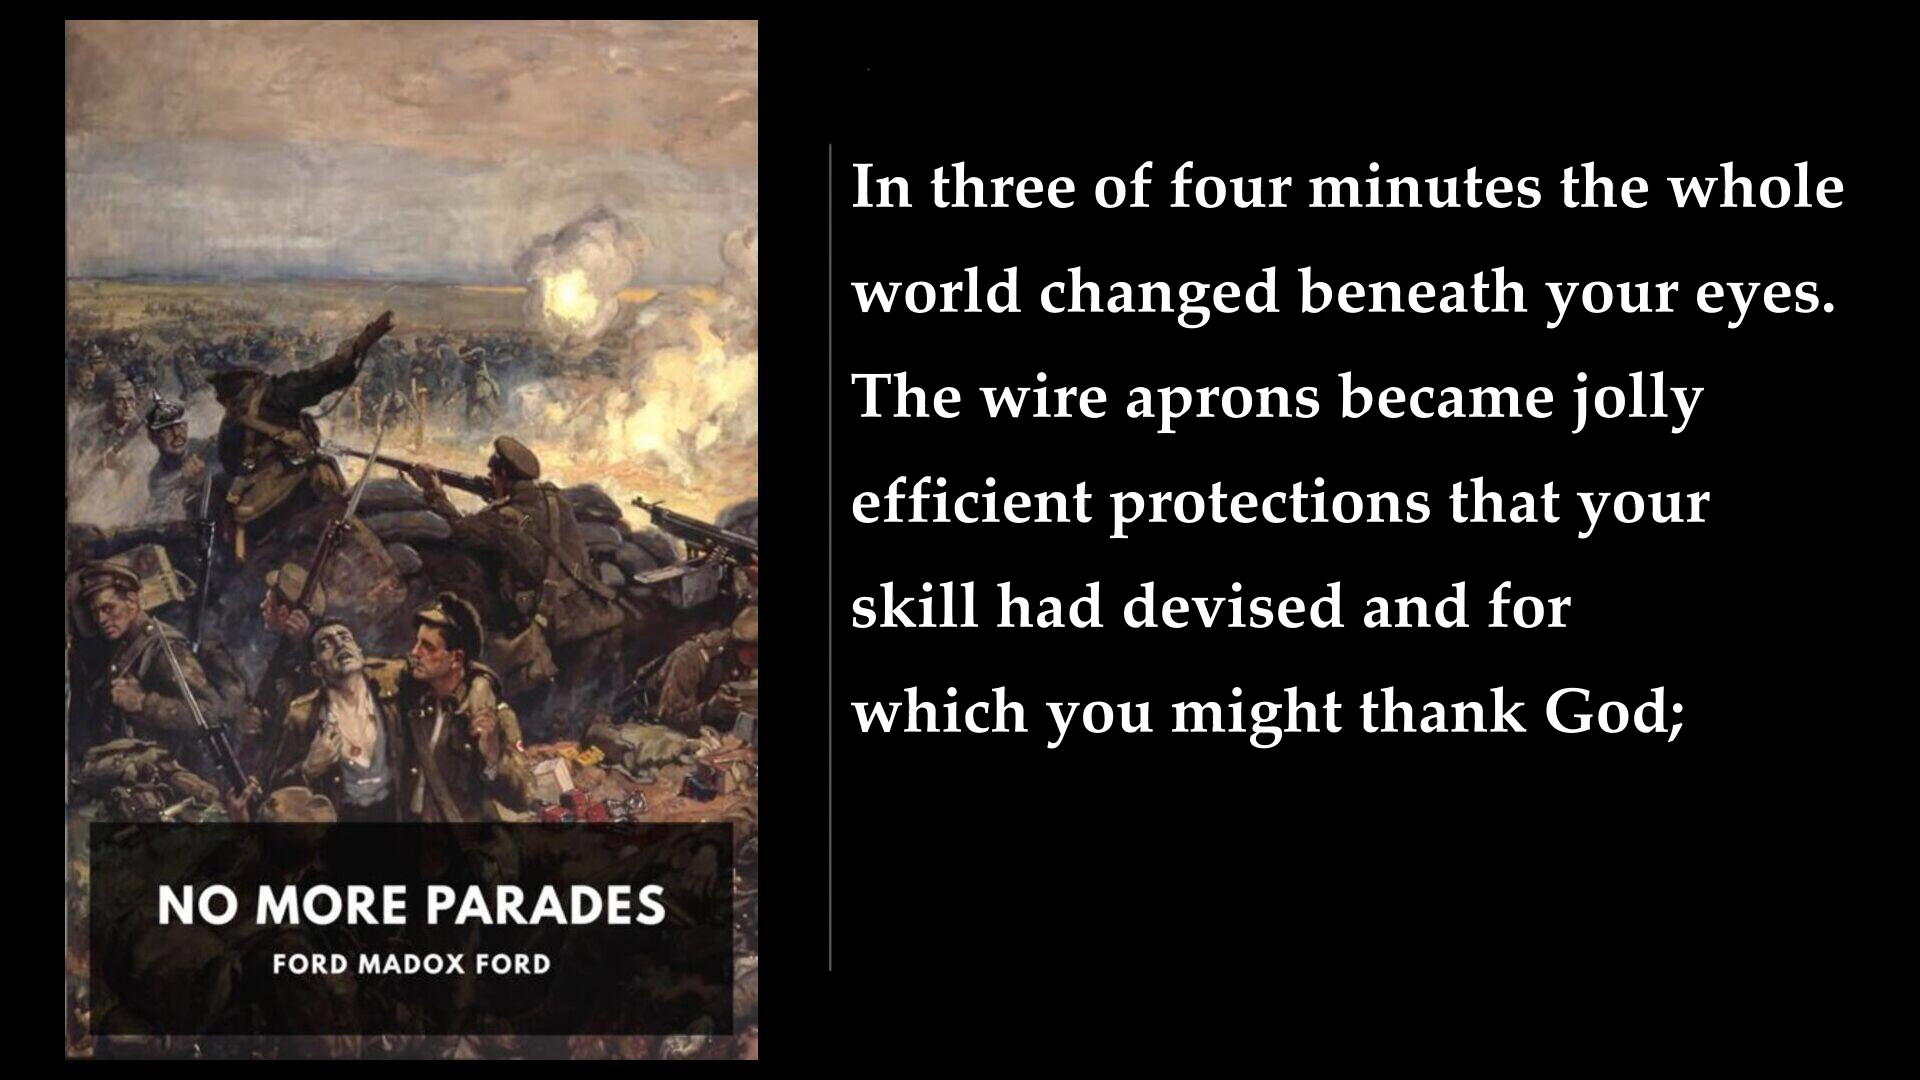 In three of four minutes the whole
world changed beneath your eyes.
The wire aprons became jolly
efficient protections that your
skill had devised and for
which you might thank God;
NO MORE PARADES
FORD MADOX FORD